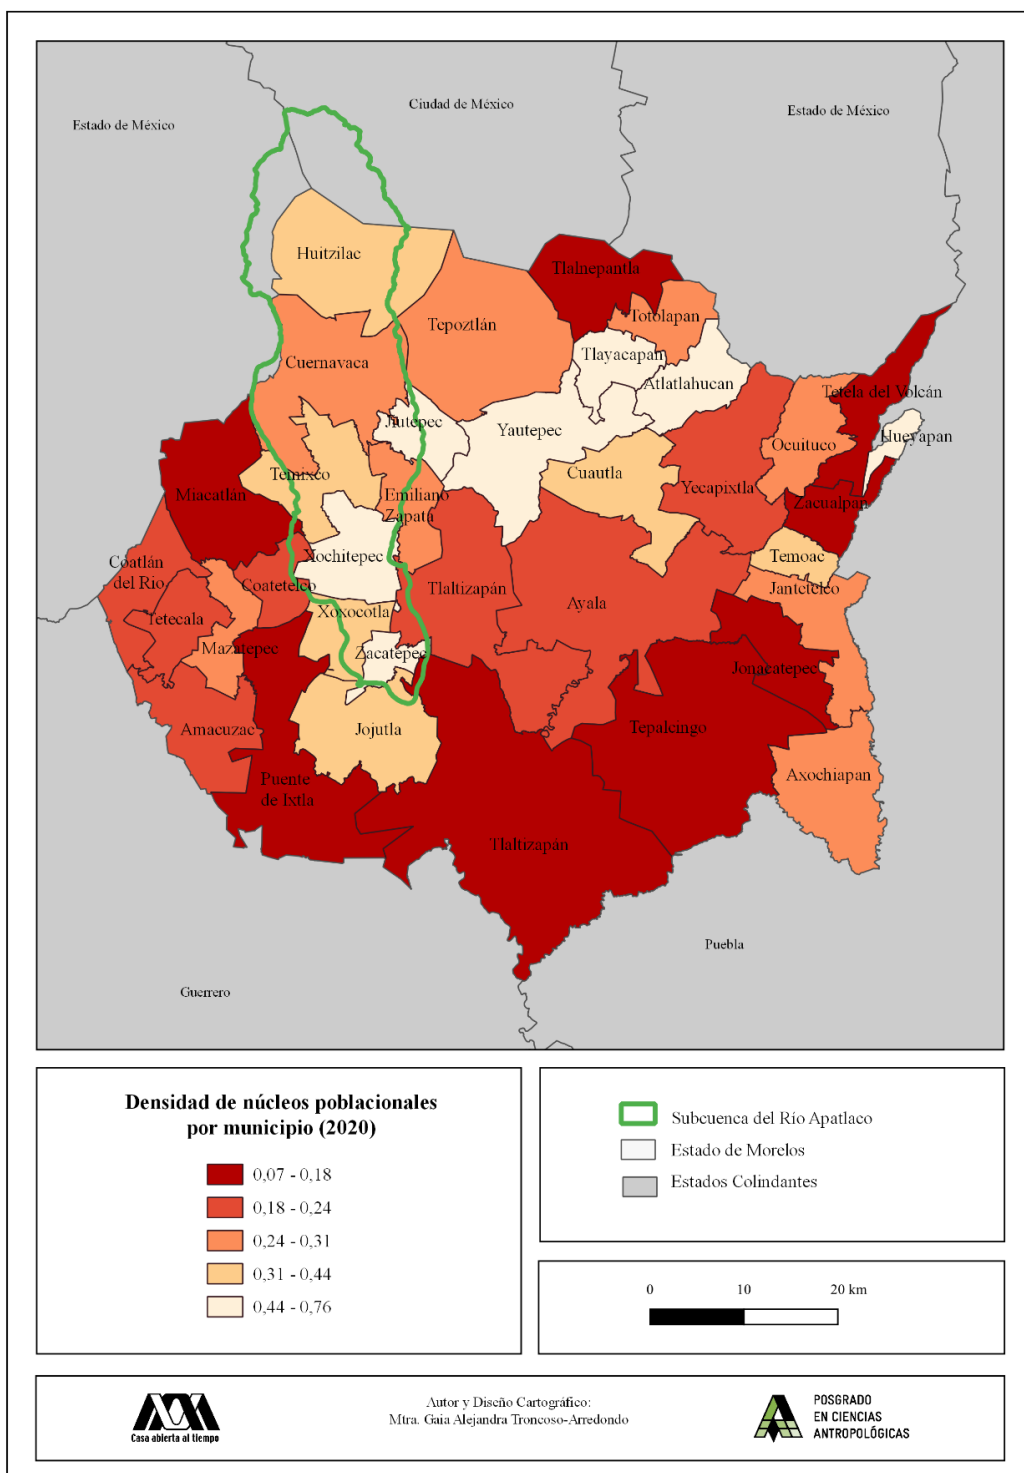 Ciudad de México
Estado de México
Estado de México
Huitzilac
Tlalnepantla
Tepoztlán
Totolapan
Tlayacapan
Cuernavaca
Atlatlahucan
Tetela del Volcán
Jiutepec
Yautepec
Hueyapan
Ocuituco
Cuautla
Temixco
Yecapixtla
Miacatlán
Emiliano
Zapata
Zacualpan
Xochitepec
Temoac
Coatlán
del Río
Coatetelco
Tlaltizapán
Jantetelco
Ayala
Xoxocotla
Tetecala
Mazatepec
Zacatepec
Jonacatepec
Amacuzac
Jojutla
Tepalcingo
Puente
de Ixtla
Axochiapan
Tlaltizapán
Puebla
Guerrero
Densidad de núcleos poblacionales
por municipio (2020)
0,07 - 0,18
0,18 - 0,24
0,24 - 0,31
0,31 - 0,44
0,44 - 0,76
Subcuenca del Río Apatlaco
Estado de Morelos
Estados Colindantes
0 10 20 km
Casa abierta al tiempo
Autor y Diseño Cartográfico:
Mtra. Gaia Alejandra Troncoso-Arredondo
POSGRADO
EN CIENCIAS
ANTROPOLÓGICAS